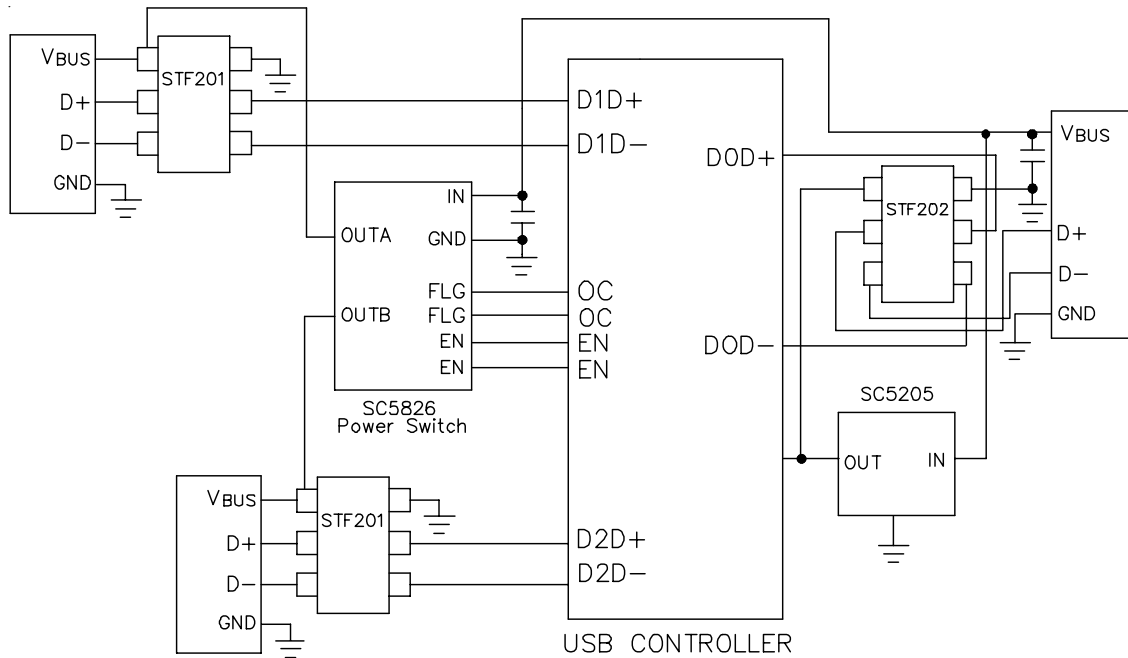 VBUS
D+
D-
GND
STF201
OUTA
OUTB
IN
GND
FLG
FLG
EN
EN
SC5826
Power Switch
VBUS
D+
D-
GND
STF201
D1D+
D1D-
OC
OC
EN
EN
D2D+
D2D-
DOD+
DOD-
USB CONTROLLER
STF202
SC5205
OUT
IN
VBUS
D+
D-
GND